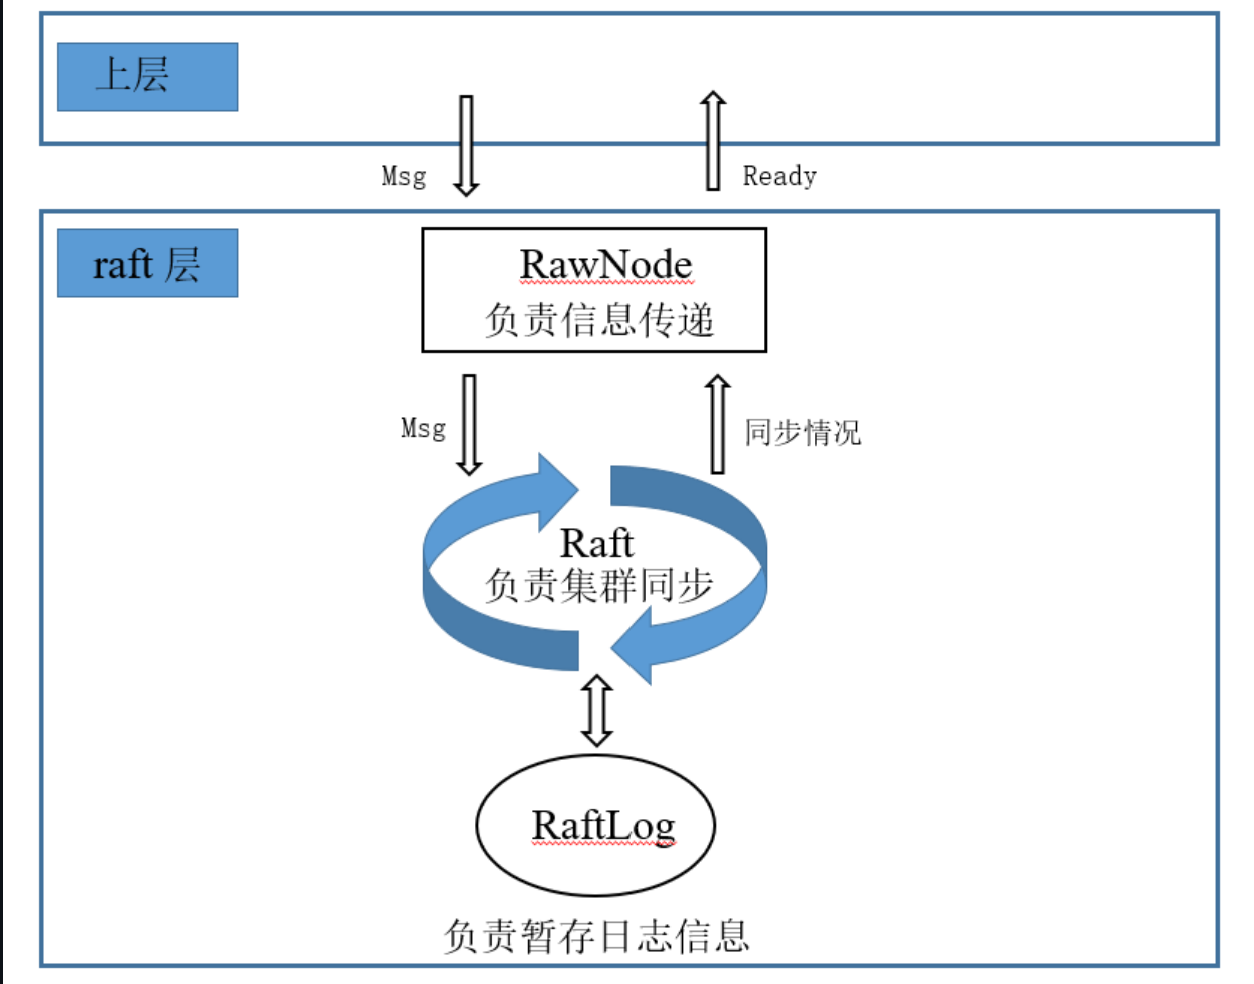 上层
Msg
Ready
raft 层
RawNode
负责信息传递
Msg
同步情况
Raft
负责集群同步
RaftLog
负责暂存日志信息